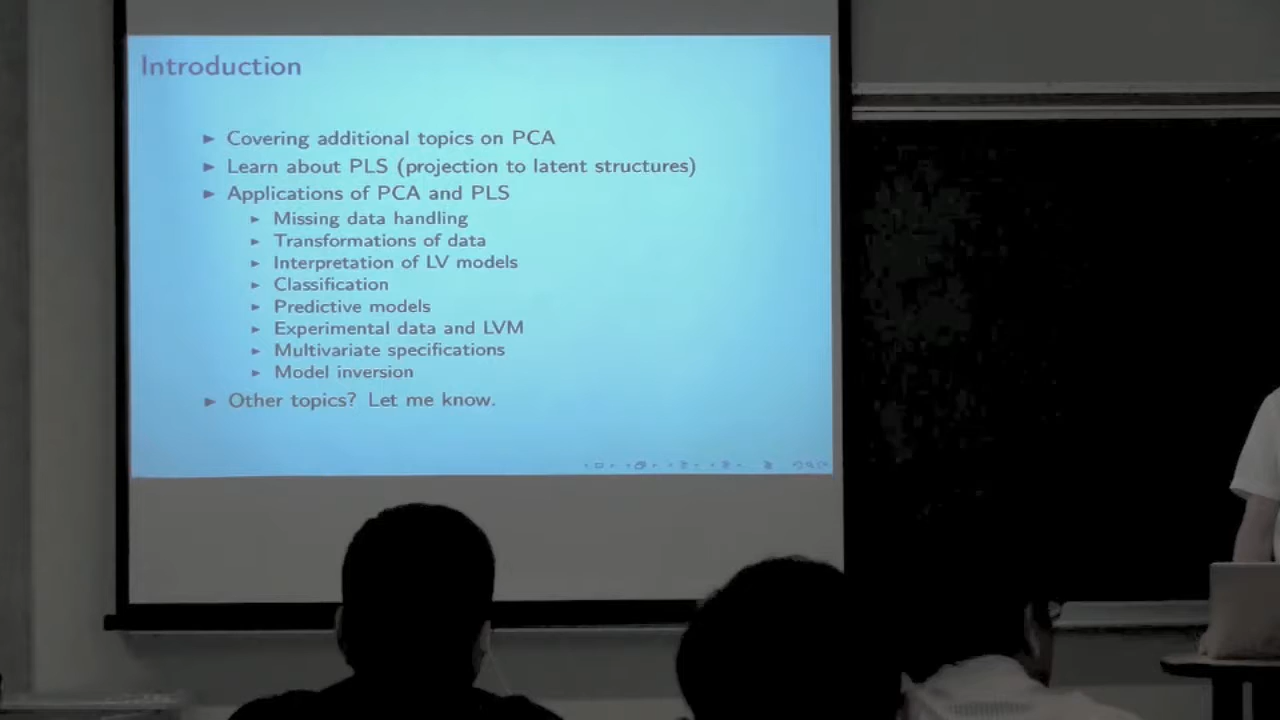 Introduction
► Covering additional topics on PCA
► Learn about PLS (projection to latent structures)
► Applications of PCA and PLS
► Missing data handling
► Transformations of data
► Interpretation of LV models
► Classification
► Predictive models
► Experimental data and LVM
► Multivariate specifications
► Model inversion
► Other topics? Let me know.